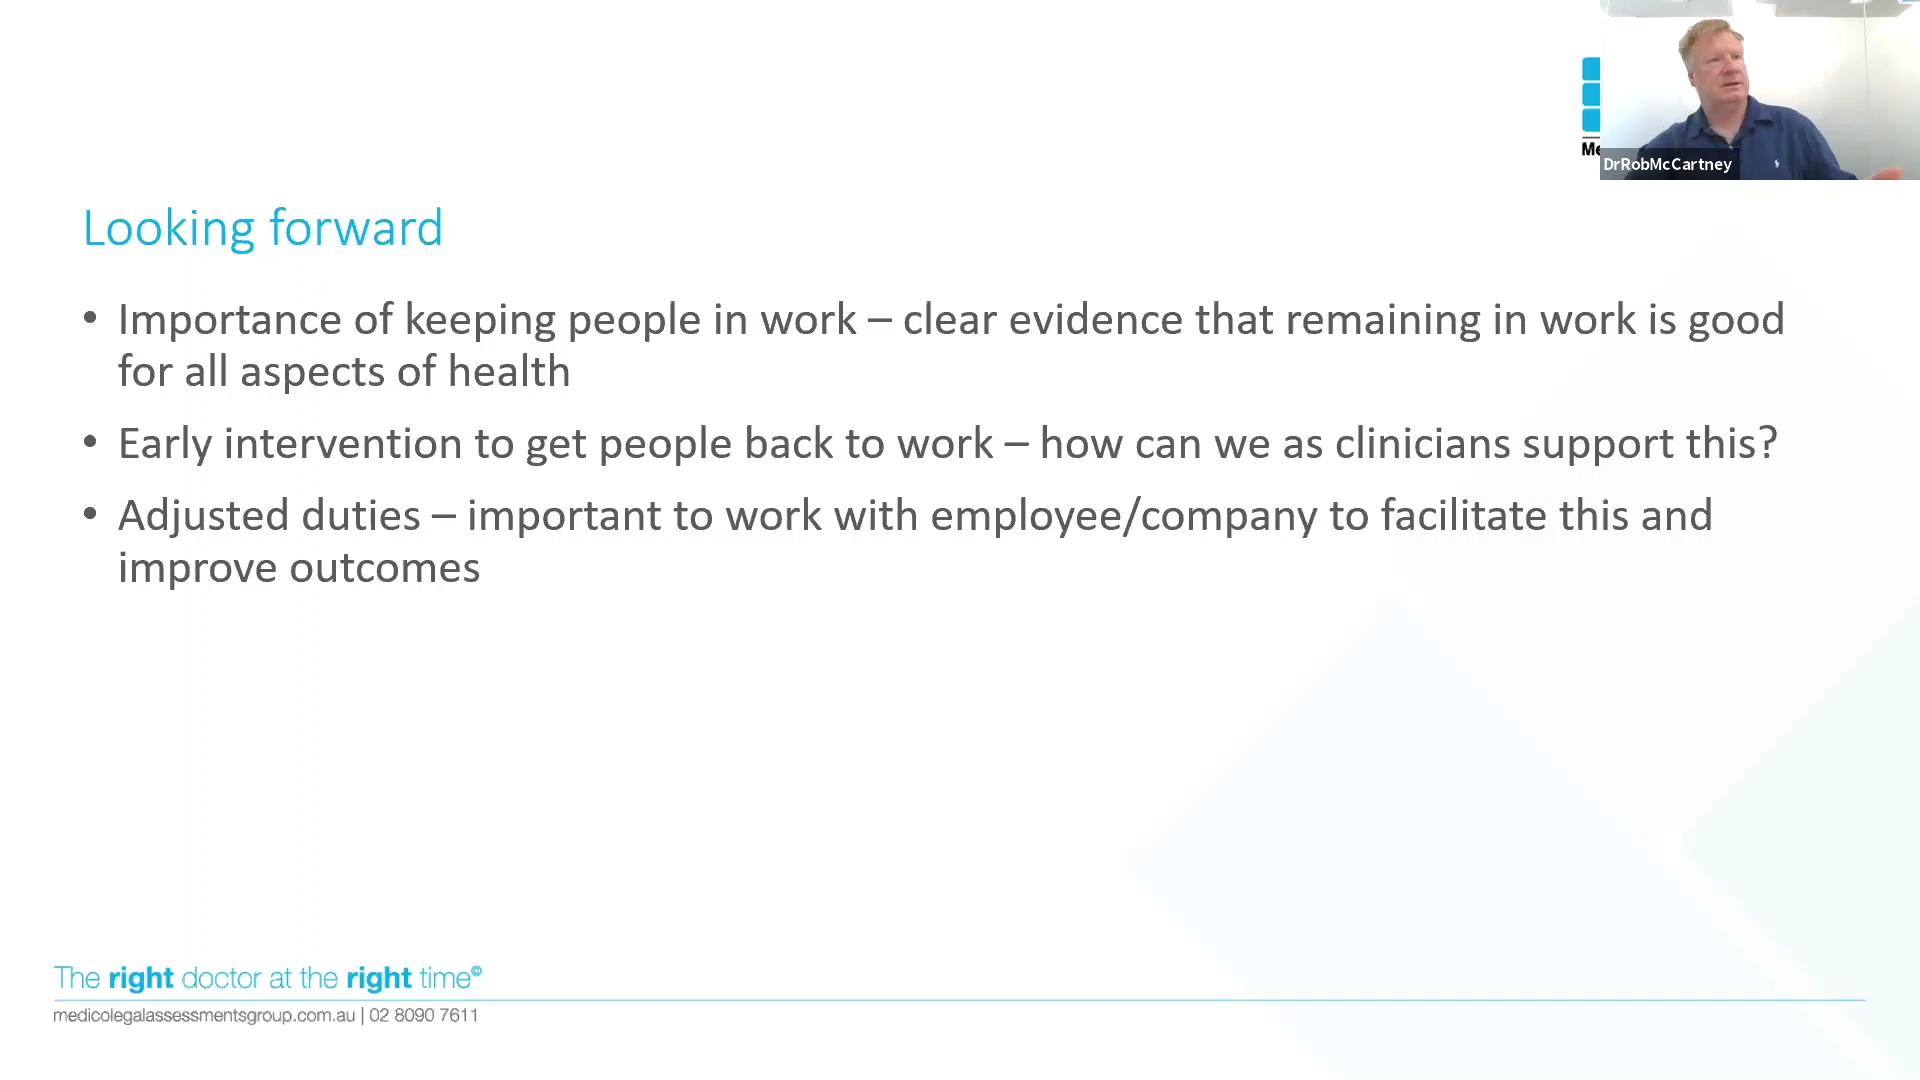 Me
DrRobMcCartney
Looking forward
• Importance of keeping people in work – clear evidence that remaining in work is good
for all aspects of health
• Early intervention to get people back to work – how can we as clinicians support this?
• Adjusted duties – important to work with employee/company to facilitate this and
improve outcomes
The right doctor at the right time©
medicolegalassessmentsgroup.com.au | 02 8090 7611